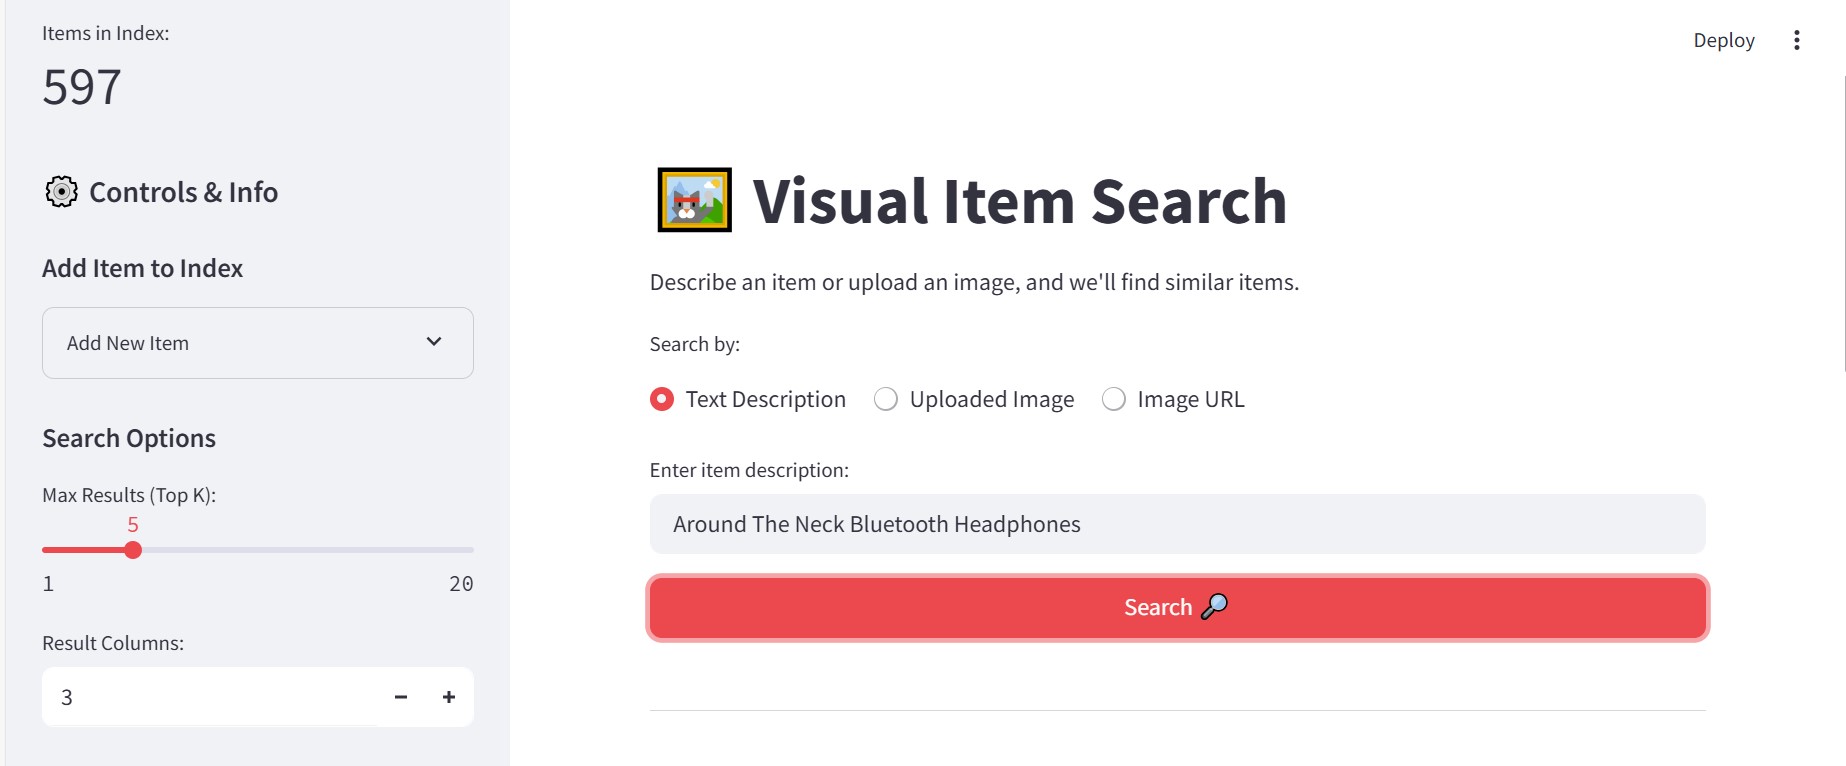 Items in Index:
597
Controls & Info
Add Item to Index
Add New Item
Search Options
Max Results (Top K):
5
1 20
Result Columns:
3
Deploy
Visual Item Search
Describe an item or upload an image, and we'll find similar items.
Search by:
Text Description Uploaded Image Image URL
Enter item description:
Around The Neck Bluetooth Headphones
Search